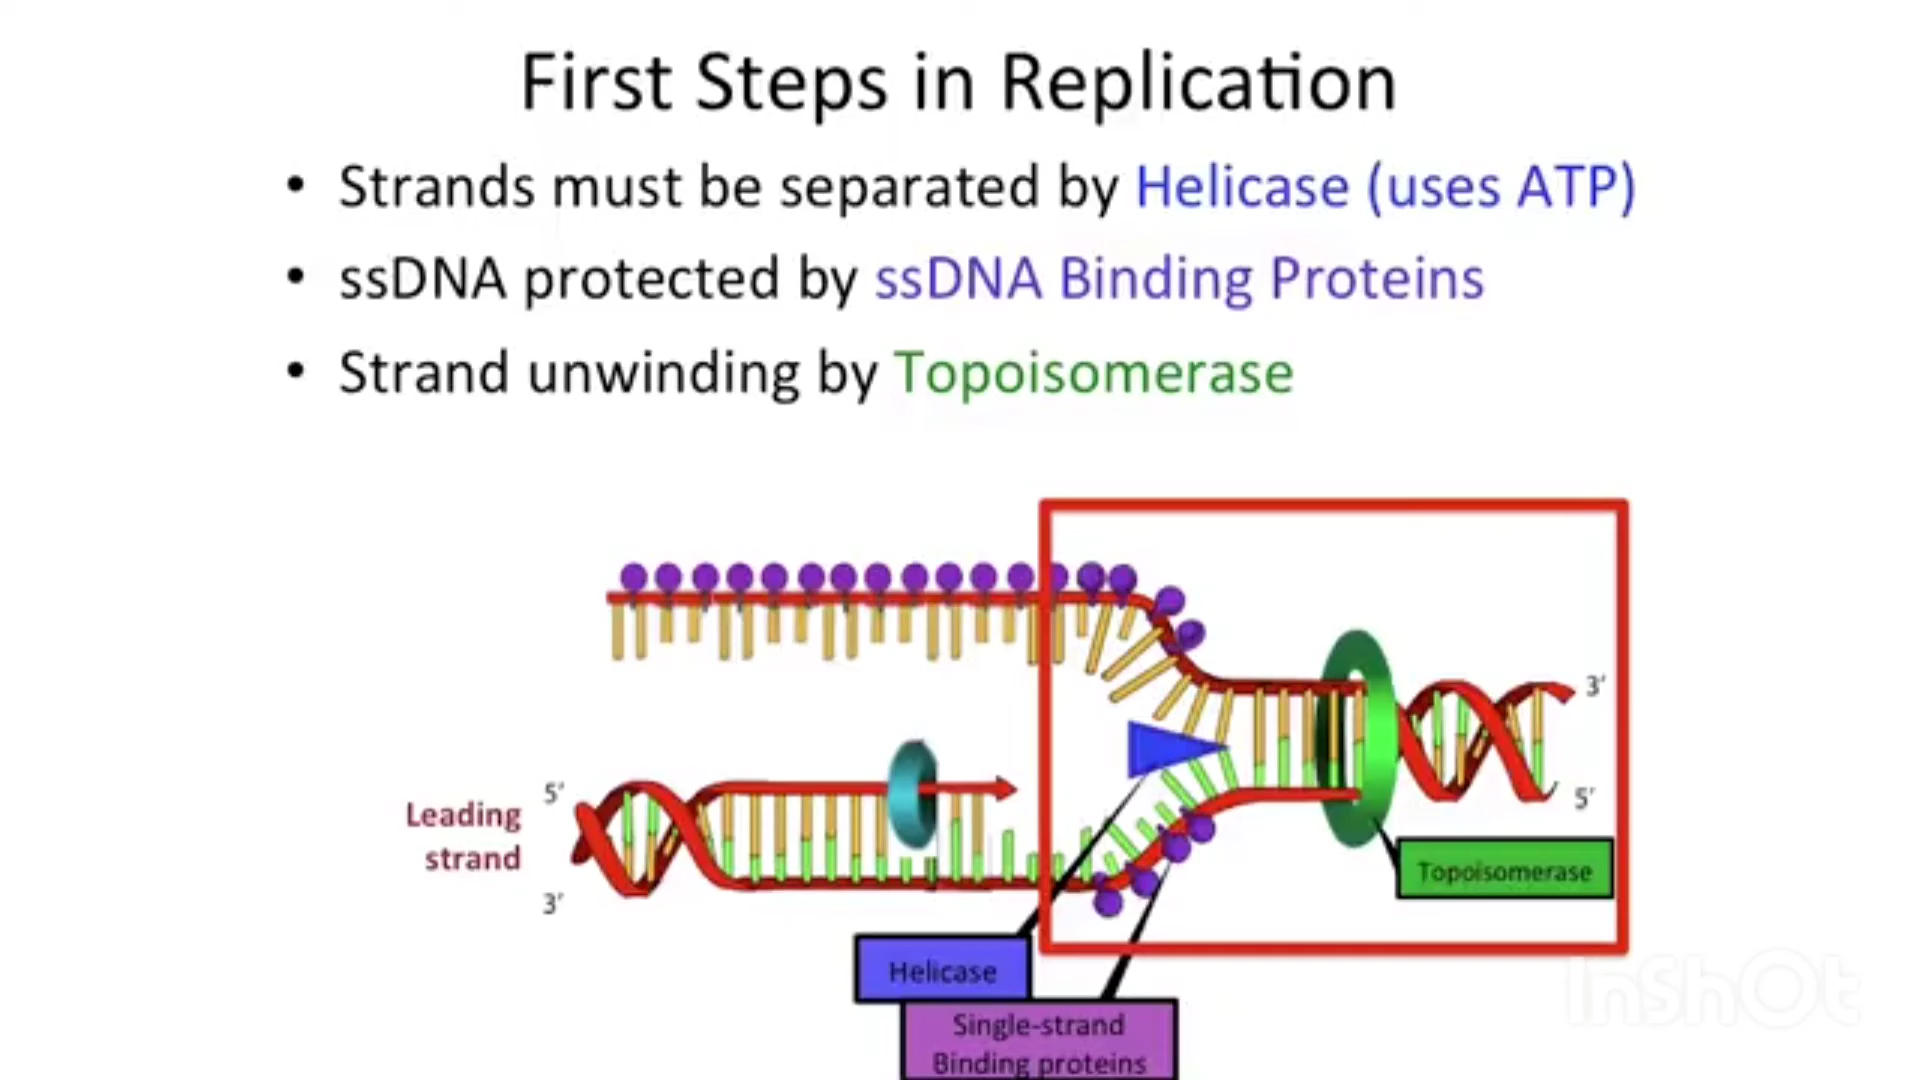 First Steps in Replication
• Strands must be separated by Helicase (uses ATP)
• ssDNA protected by ssDNA Binding Proteins
• Strand unwinding by Topoisomerase
3′
5′
5′
Leading
strand
3′
Topoisomerase
Helicase
Single-strand
Binding proteins
InShOt